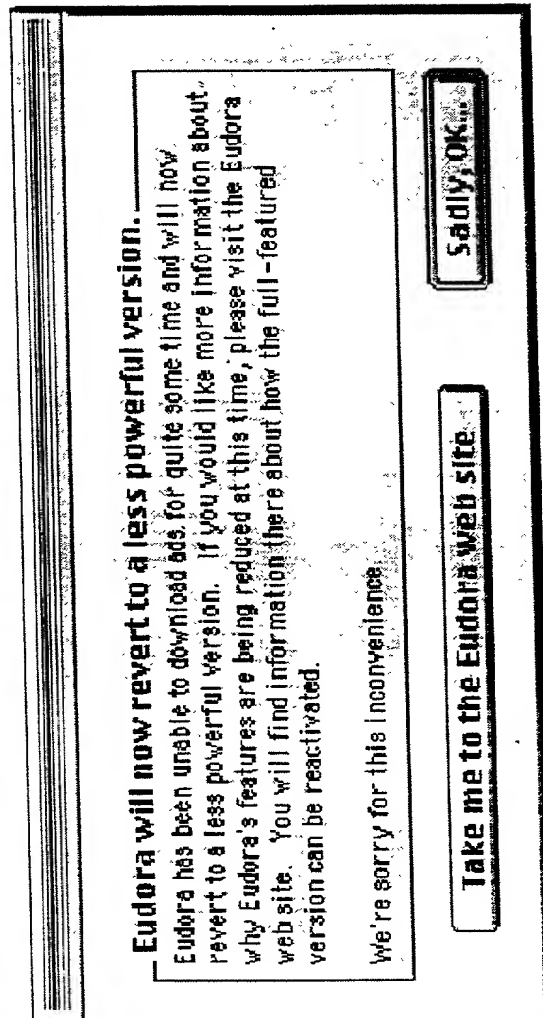 Eudora will now revert to a less powerful version.
Eudora has been unable to download ads for quite some time and will now
revert to a less powerful version. If you would like more information about
why Eudora's features are being reduced at this time, please visit the Eudora
web site. You will find information there about how the full-featured
version can be reactivated.
We're sorry for this inconvenience.
Take me to the Eudora web site
Sadly, OK...